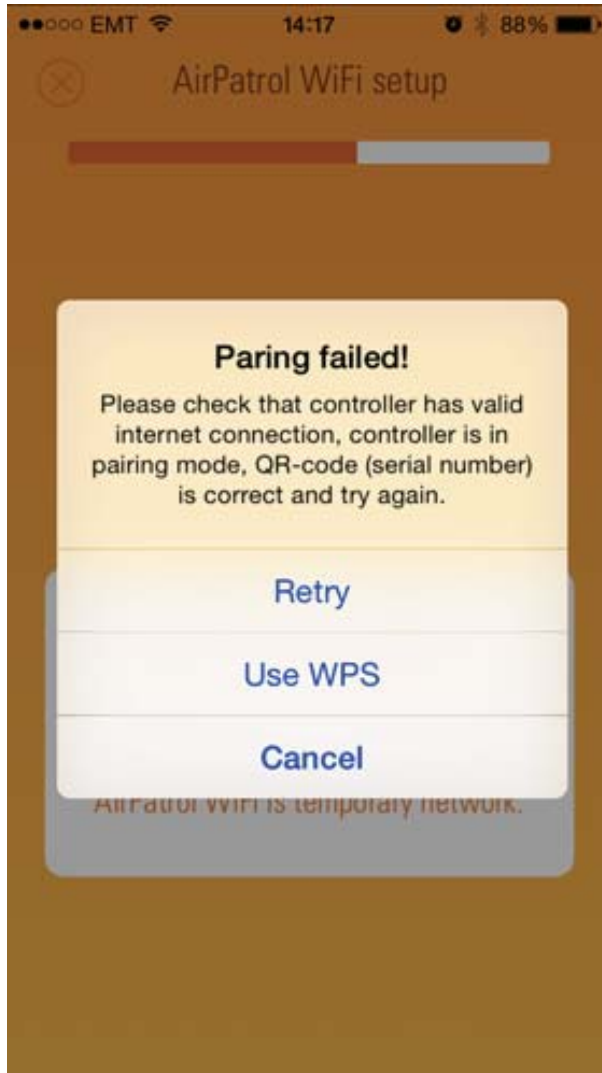 EMT 14:17 88%
AirPatrol WiFi setup
Paring failed!
Please check that controller has valid
internet connection, controller is in
pairing mode, QR-code (serial number)
is correct and try again.
Retry
Use WPS
Cancel
AirPatrol WiFi is temporary network.